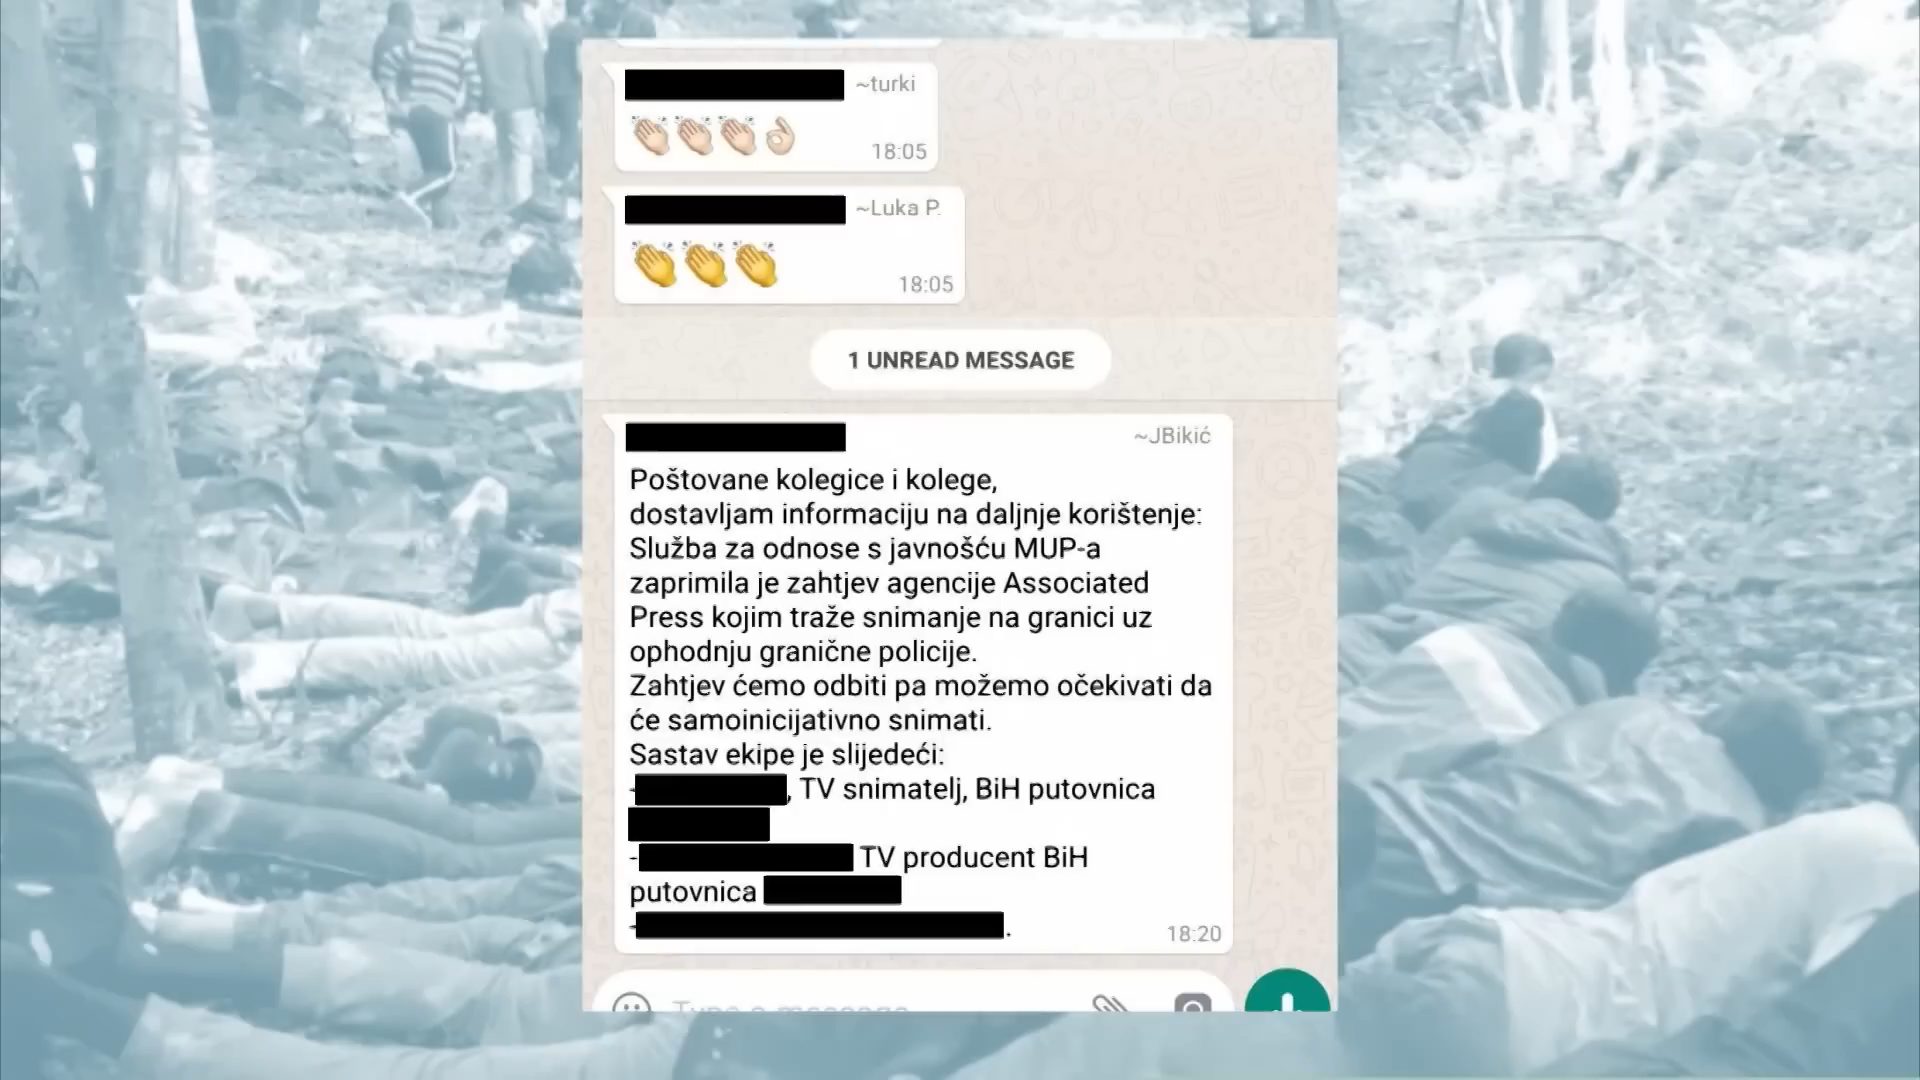 ~turki
18:05
~Luka P.
18:05
1 UNREAD MESSAGE
~JBikić
Poštovane kolegice i kolege,
dostavljam informaciju na daljnje korištenje:
Služba za odnose s javnošću MUP-a
zaprimila je zahtjev agencije Associated
Press kojim traže snimanje na granici uz
ophodnju granične policije.
Zahtjev ćemo odbiti pa možemo očekivati da
će samoinicijativno snimati.
Sastav ekipe je slijedeći:
- , TV snimatelj, BiH putovnica
- TV producent BiH
putovnica
- .
18:20
Type a message